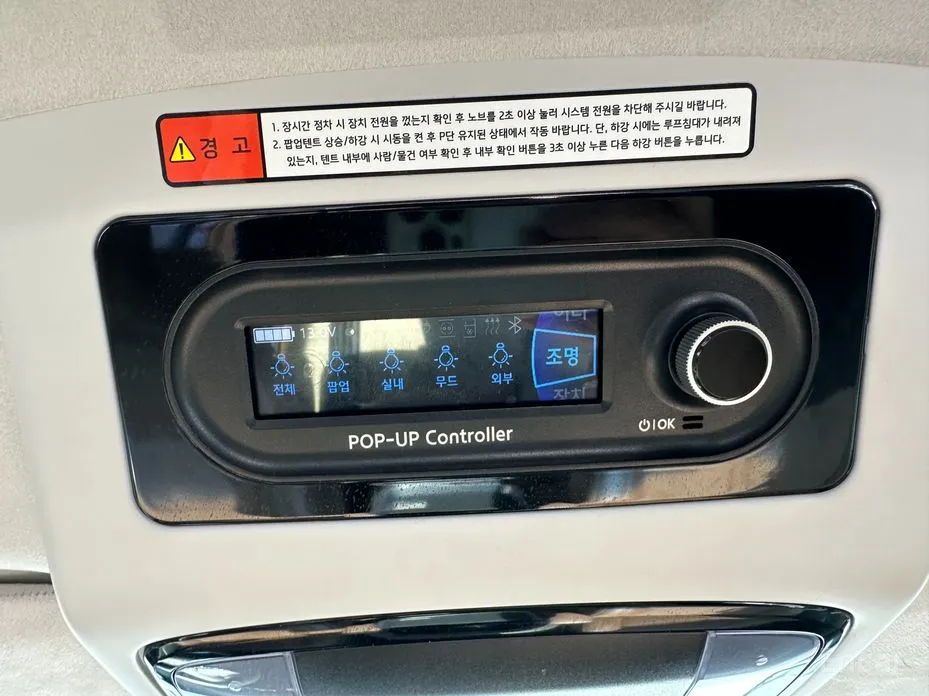 경 고
1. 장시간 정차 시 장치 전원을 껐는지 확인 후 노브를 2초 이상 눌러 시스템 전원을 차단해 주시길 바랍니다.
2. 팝업텐트 상승/하강 시 시동을 켠 후 P단 유지된 상태에서 작동 바랍니다. 단, 하강 시에는 루프침대가 내려져
있는지, 텐트 내부에 사람/물건 여부 확인 후 내부 확인 버튼을 3초 이상 누른 다음 하강 버튼을 누릅니다.
히터
전체 팝업 실내 무드 외부
조명
장치
POP-UP Controller
OK